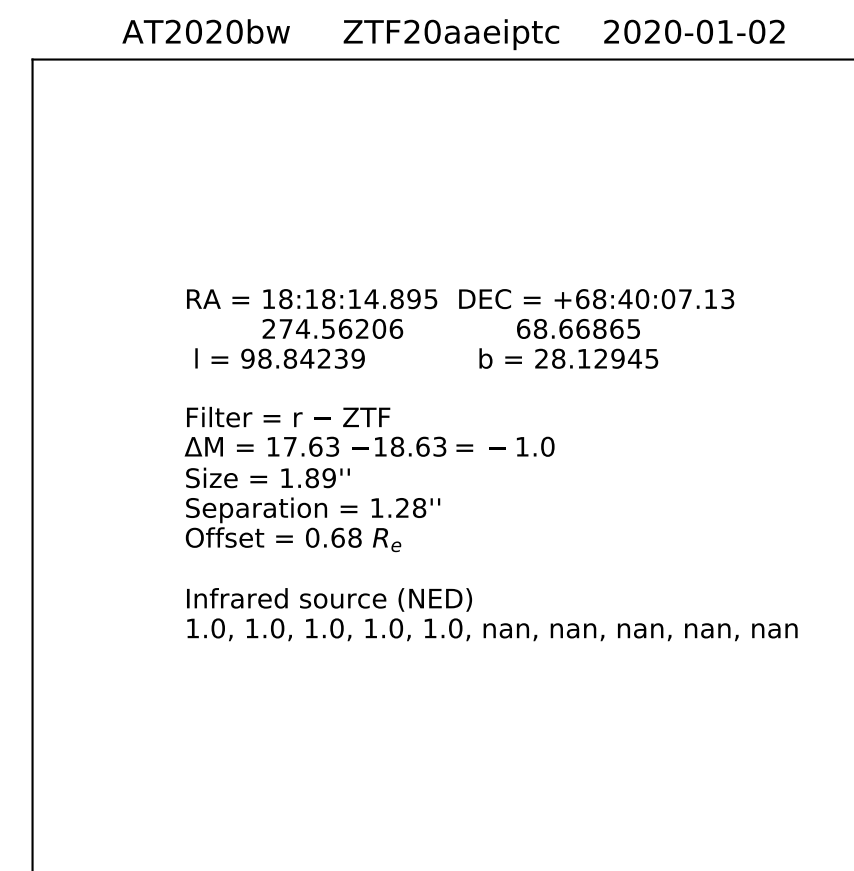 AT2020bw ZTF20aaeiptc 2020-01-02
RA = 18:18:14.895 DEC = +68:40:07.13
274.56206 68.66865
l = 98.84239 b = 28.12945
Filter = r − ZTF
ΔM = 17.63 −18.63 = − 1.0
Size = 1.89''
Separation = 1.28''
Offset = 0.68 Re
Infrared source (NED)
1.0, 1.0, 1.0, 1.0, 1.0, nan, nan, nan, nan, nan